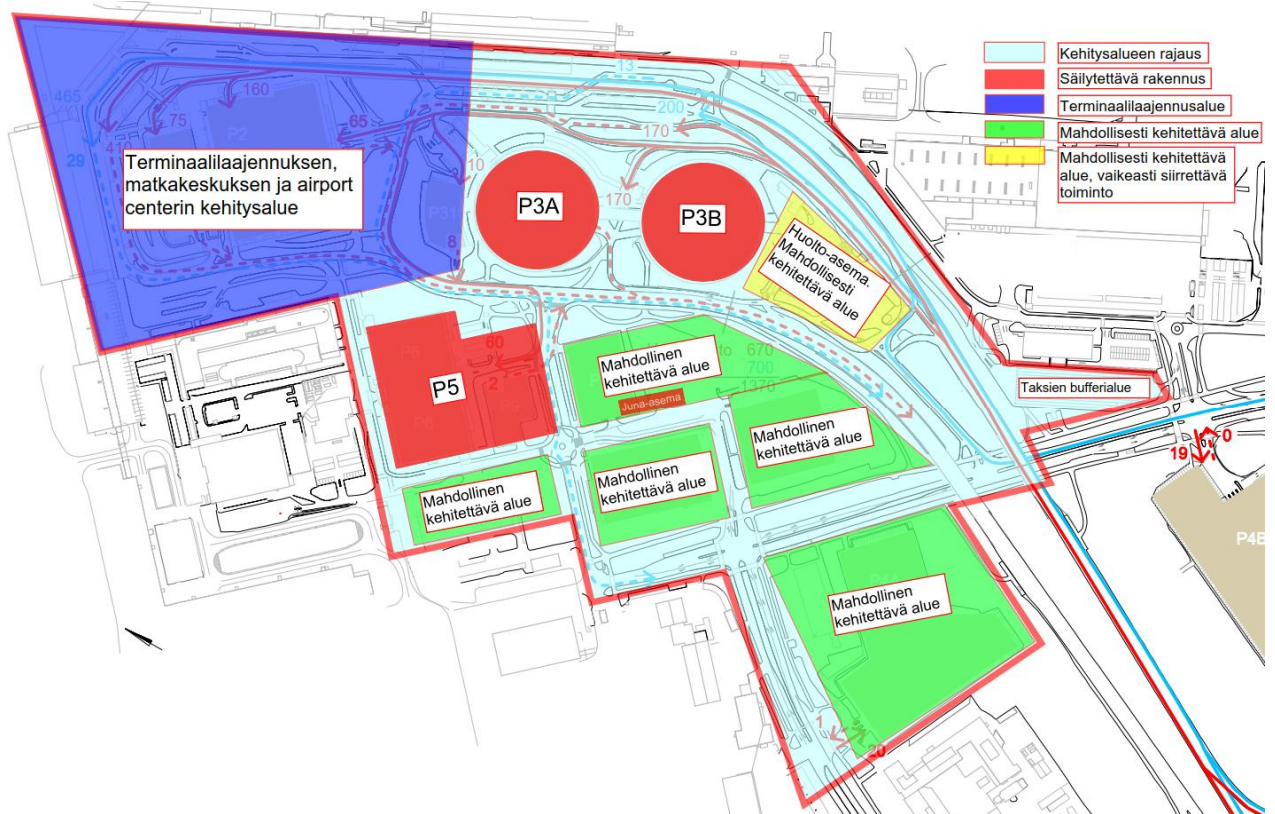 Kehitysalueen rajaus
Säilytettävä rakennus
Terminaalilaajennusalue
Mahdollisesti kehitettävä alue
Mahdollisesti kehitettävä
alue, vaikeasti siirrettävä
toiminto
13
465
160
200
75
65
170
P2
410
29
Terminaalilaajennuksen,
matkakeskuksen ja airport
centerin kehitysalue
10
170
P3A
P3B
P31
8
Huolto-asema.
Mahdollisesti
kehitettävä alue
60
2
P5
Mahdollinen
kehitettävä alue
670
700
1370
Juna-asema
Taksien bufferialue
Mahdollinen
kehitettävä alue
0
19
Mahdollinen
kehitettävä alue
Mahdollinen
kehitettävä alue
P4B
Mahdollinen
kehitettävä alue
1
20